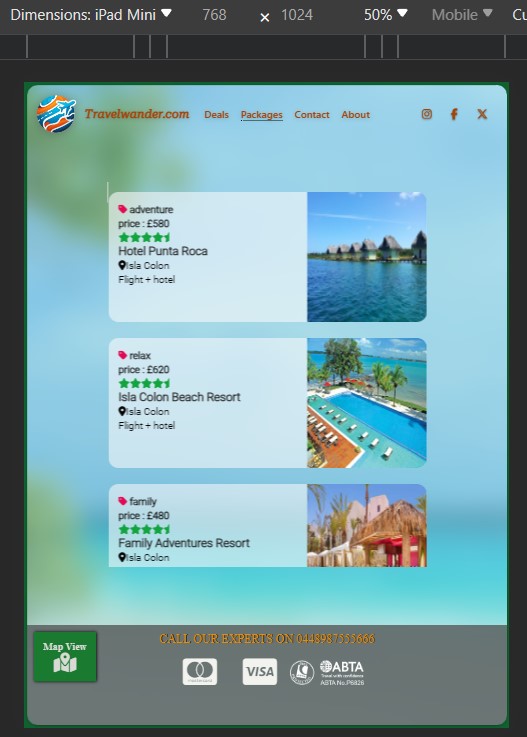 Dimensions: iPad Mini 768 × 1024 50% Mobile Cu
Travelwander.com Deals Packages Contact About
adventure
price : £580
Hotel Punta Roca
Isla Colon
Flight + hotel
relax
price : £620
Isla Colon Beach Resort
Isla Colon
Flight + hotel
family
price : £480
Family Adventures Resort
Isla Colon
CALL OUR EXPERTS ON 0448987555666
Map View
mastercard
VISA
ABTA
Travel with confidence
ABTA No.P6826